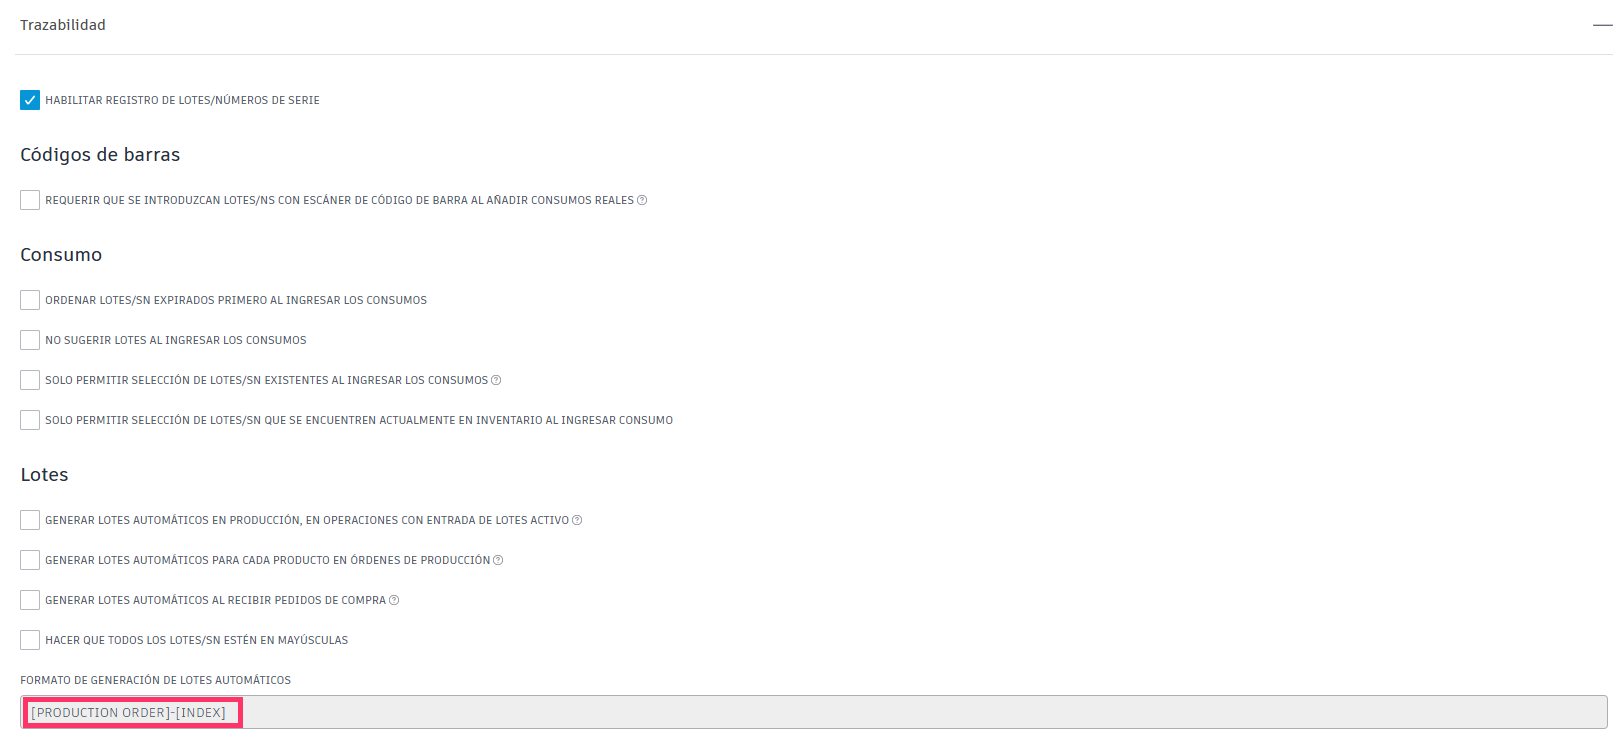 Trazabilidad
HABILITAR REGISTRO DE LOTES/NÚMEROS DE SERIE
Códigos de barras
REQUERIR QUE SE INTRODUZCAN LOTES/NS CON ESCÁNER DE CÓDIGO DE BARRA AL AÑADIR CONSUMOS REALES ?
Consumo
ORDENAR LOTES/SN EXPIRADOS PRIMERO AL INGRESAR LOS CONSUMOS
NO SUGERIR LOTES AL INGRESAR LOS CONSUMOS
SOLO PERMITIR SELECCIÓN DE LOTES/SN EXISTENTES AL INGRESAR LOS CONSUMOS ?
SOLO PERMITIR SELECCIÓN DE LOTES/SN QUE SE ENCUENTREN ACTUALMENTE EN INVENTARIO AL INGRESAR CONSUMO
Lotes
GENERAR LOTES AUTOMÁTICOS EN PRODUCCIÓN, EN OPERACIONES CON ENTRADA DE LOTES ACTIVO ?
GENERAR LOTES AUTOMÁTICOS PARA CADA PRODUCTO EN ÓRDENES DE PRODUCCIÓN ?
GENERAR LOTES AUTOMÁTICOS AL RECIBIR PEDIDOS DE COMPRA ?
HACER QUE TODOS LOS LOTES/SN ESTÉN EN MAYÚSCULAS
FORMATO DE GENERACIÓN DE LOTES AUTOMÁTICOS
[PRODUCTION ORDER]-[INDEX]